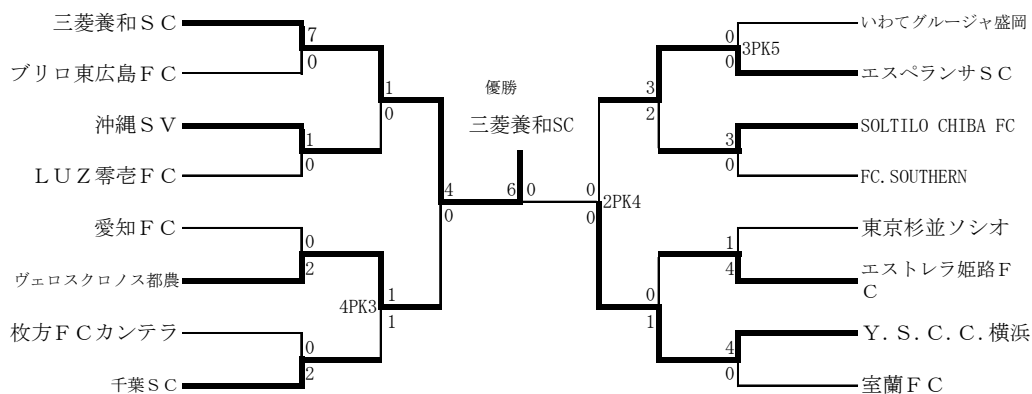 三菱養和ＳＣ
7
0
ブリロ東広島ＦＣ
1
0
沖縄ＳＶ
1
0
ＬＵＺ零壱ＦＣ
4
0
愛知ＦＣ
0
2
ヴェロスクロノス都農
4PK3
1
1
枚方ＦＣカンテラ
0
2
千葉ＳＣ
優勝
三菱養和SC
6
0
いわてグルージャ盛岡
0
3PK5
0
エスペランサＳＣ
3
2
SOLTILO CHIBA FC
3
0
FC.SOUTHERN
0
2PK4
0
東京杉並ソシオ
1
4
エストレラ姫路Ｆ
Ｃ
0
1
Ｙ.Ｓ.Ｃ.Ｃ.横浜
4
0
室蘭ＦＣ